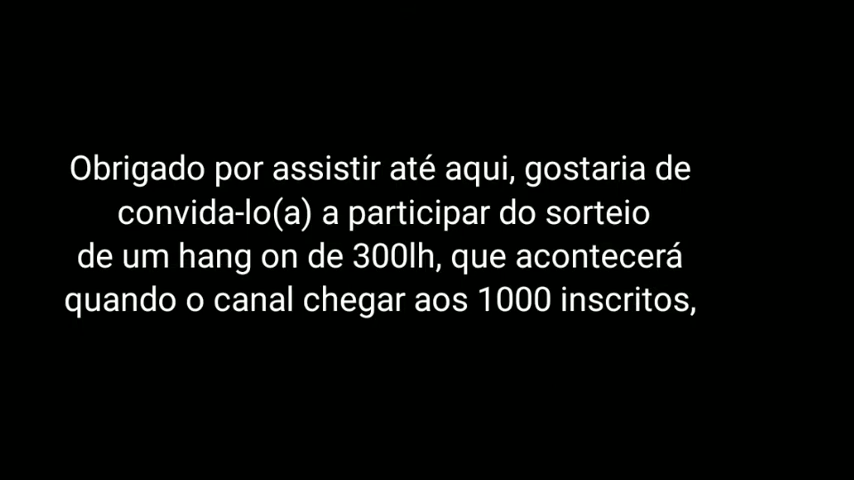 Obrigado por assistir até aqui, gostaria de
convida-lo(a) a participar do sorteio
de um hang on de 300lh, que acontecerá
quando o canal chegar aos 1000 inscritos,